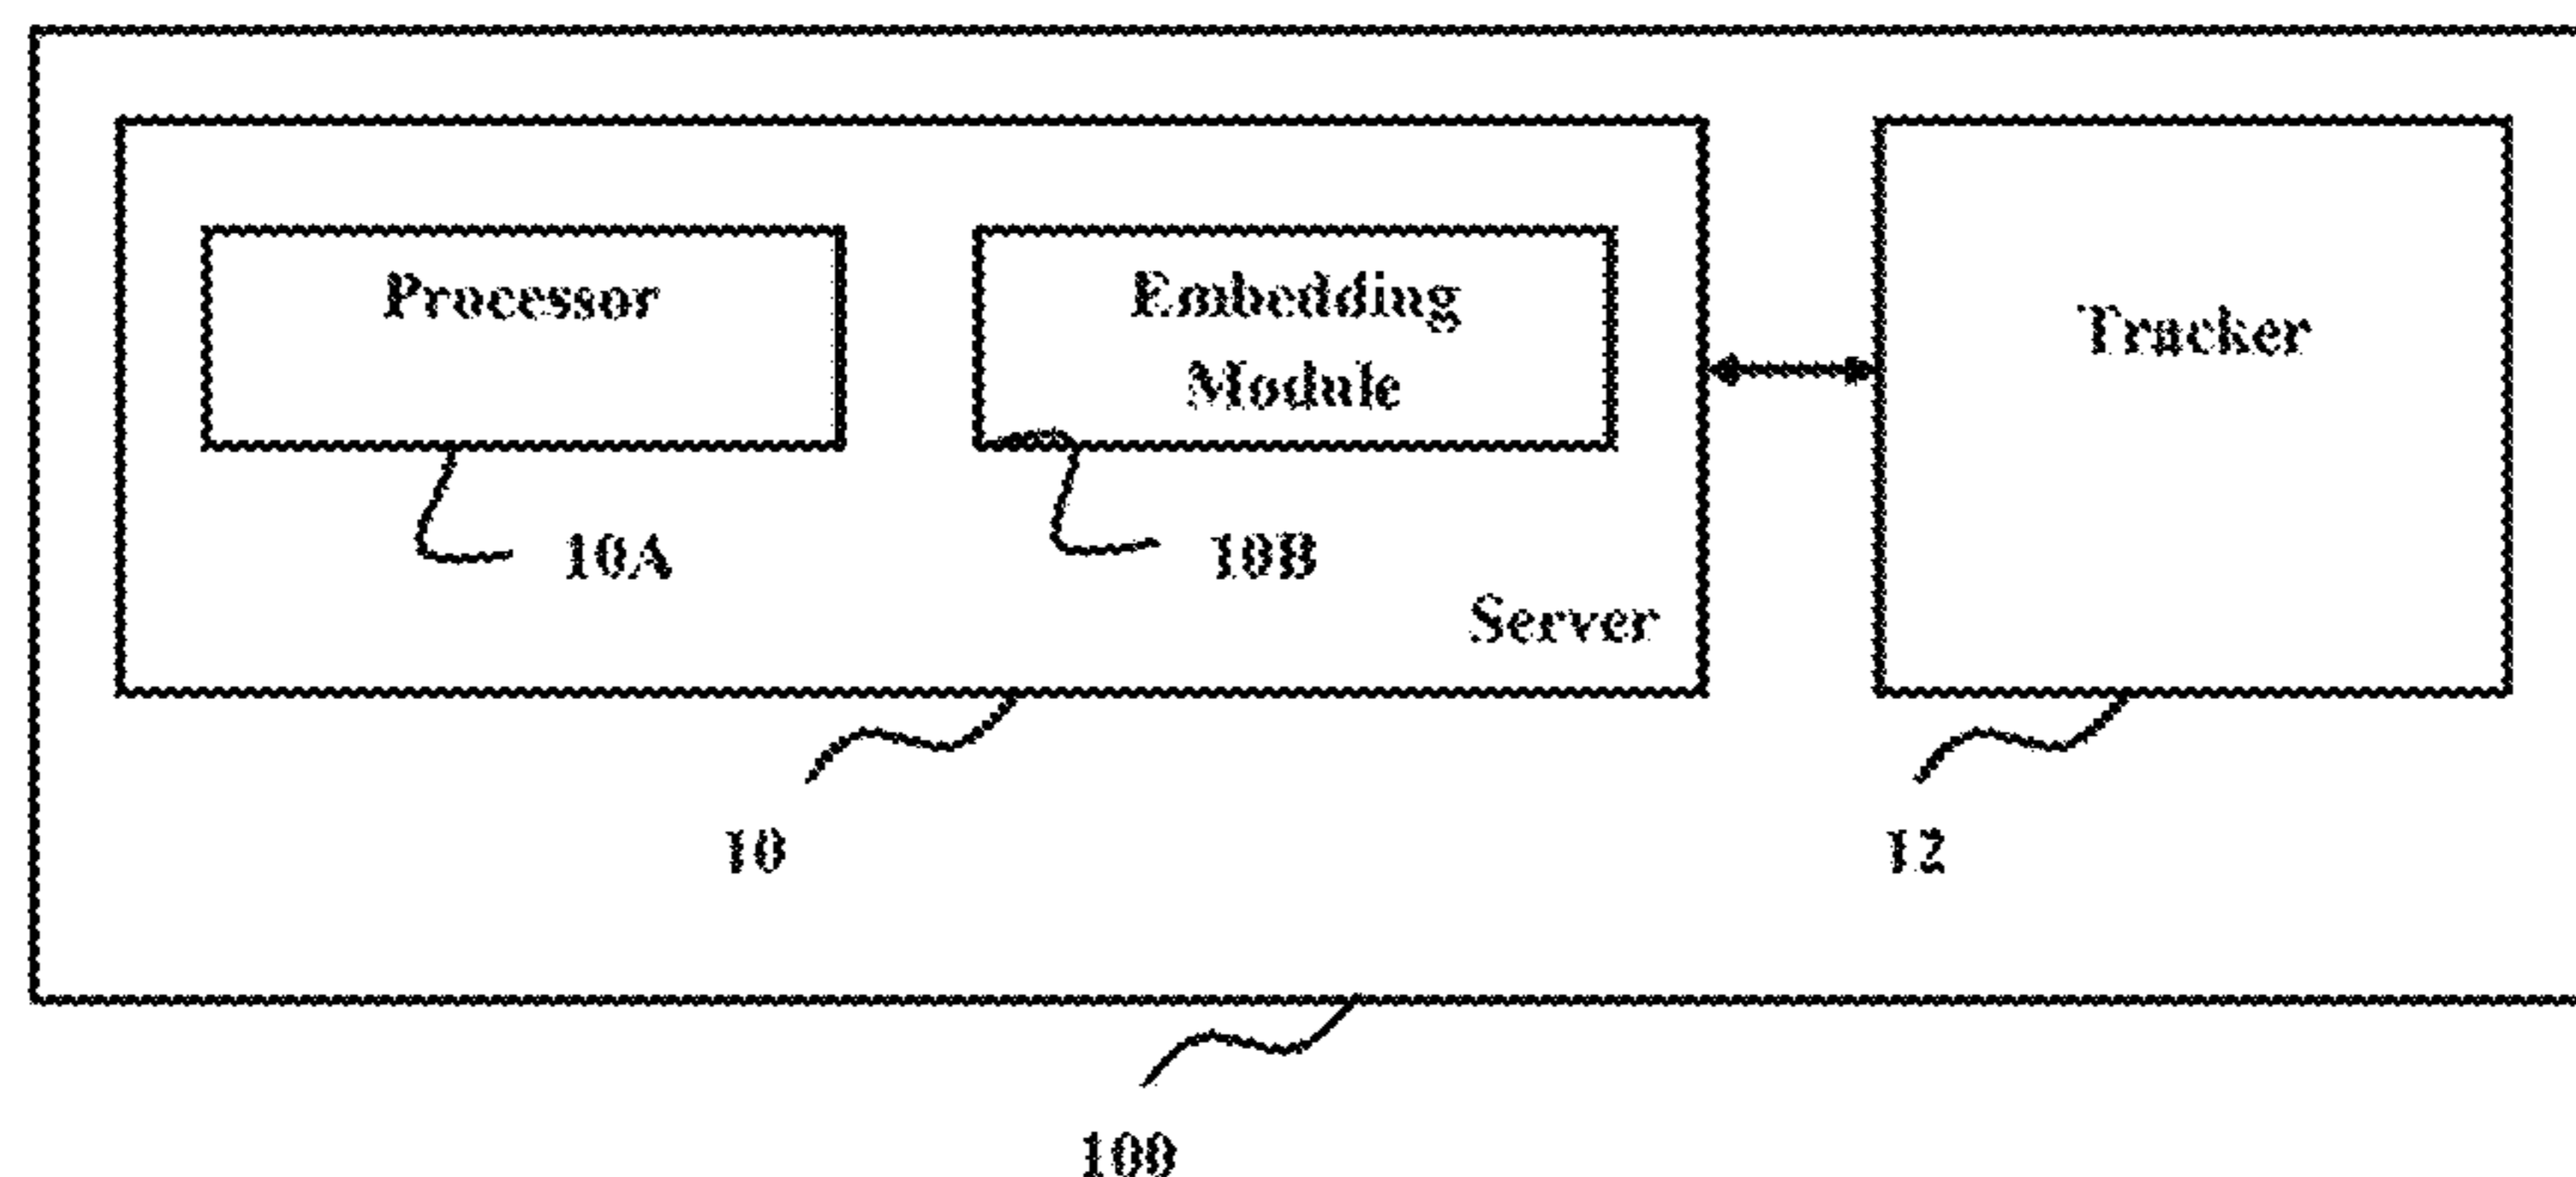 Processor
Embedding
Module
Tracker
10A
10B
Server
10
12
100